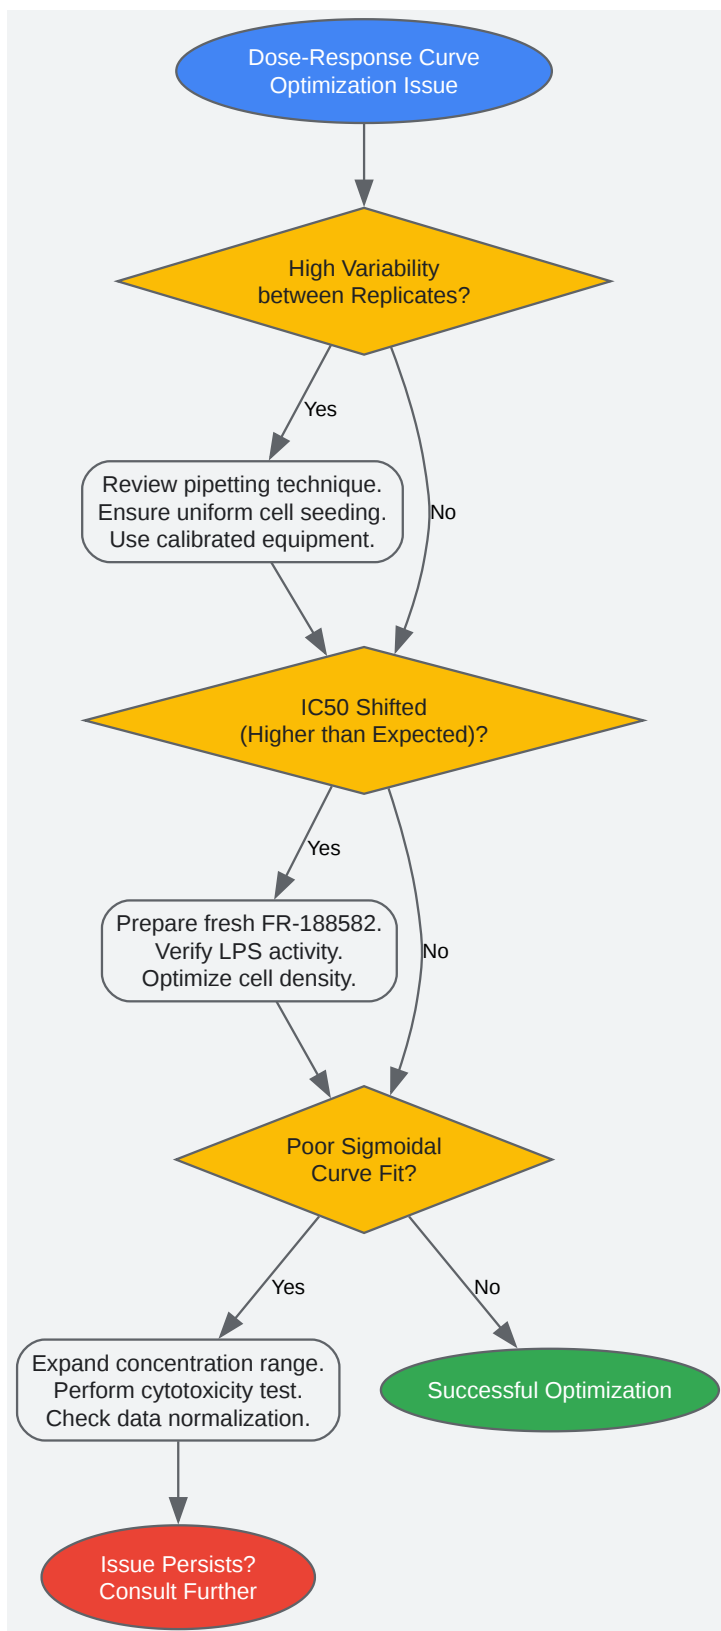 Dose-Response Curve
Optimization Issue
High Variability
between Replicates?
Yes
Review pipetting technique.
Ensure uniform cell seeding.
Use calibrated equipment.
No
IC50 Shifted
(Higher than Expected)?
Yes
Prepare fresh FR-188582.
Verify LPS activity.
Optimize cell density.
No
Poor Sigmoidal
Curve Fit?
Yes
No
Expand concentration range.
Perform cytotoxicity test.
Check data normalization.
Successful Optimization
Issue Persists?
Consult Further